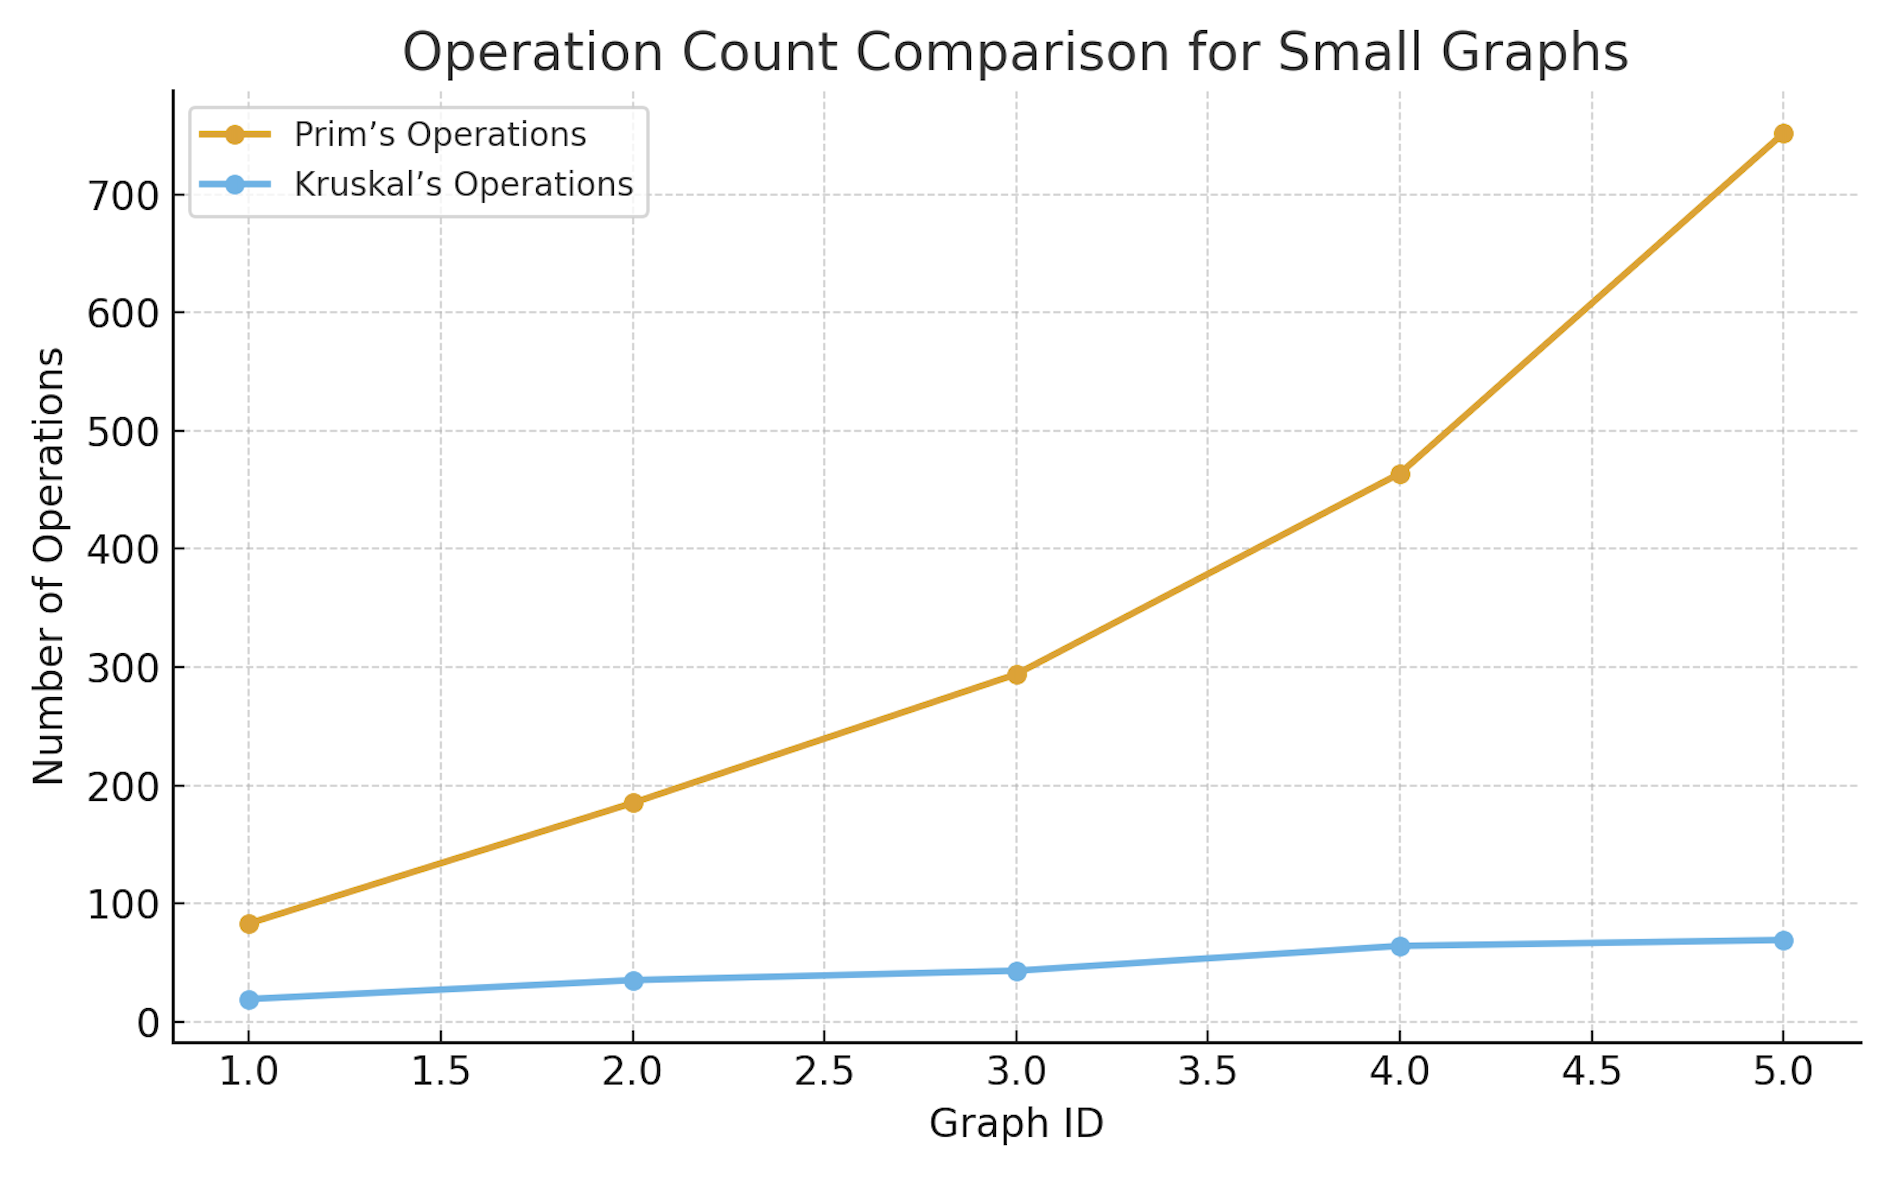 Operation Count Comparison for Small Graphs
Prim’s Operations
Kruskal’s Operations
Number of Operations
700
600
500
400
300
200
100
0
1.0 1.5 2.0 2.5 3.0 3.5 4.0 4.5 5.0
Graph ID